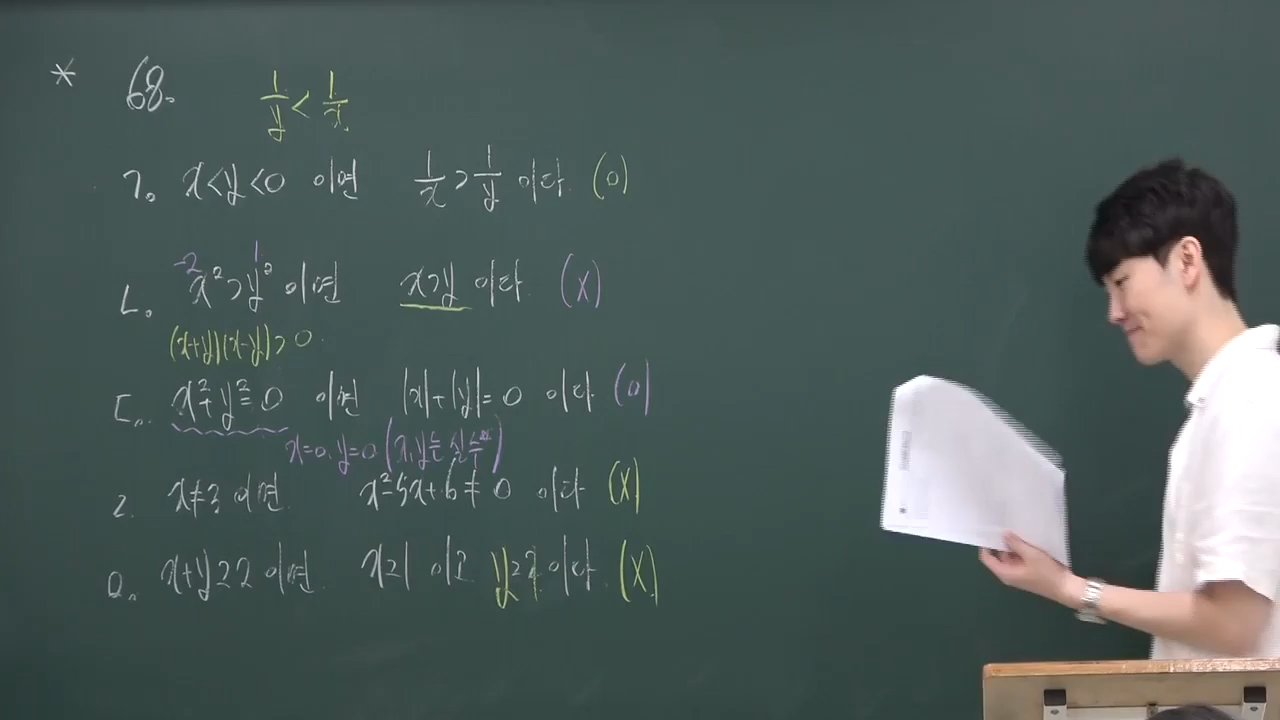 * 68.
1/y < 1/x.
ㄱ. x<y<0 이면 1/x > 1/y 이다. (O)
-2 1
ㄴ. x²>y² 이면 x>y 이다. (X)
(x+y)(x-y)>0.
ㄷ. x²+y²=0 이면 |x|+|y|=0 이다. (O)
x=0, y=0 (x, y는 실수)
ㄹ. x≠3 이면 x²-5x+6≠0 이다. (X)
ㅁ. x+y≥2 이면 x≥1 이고 이다. (X)